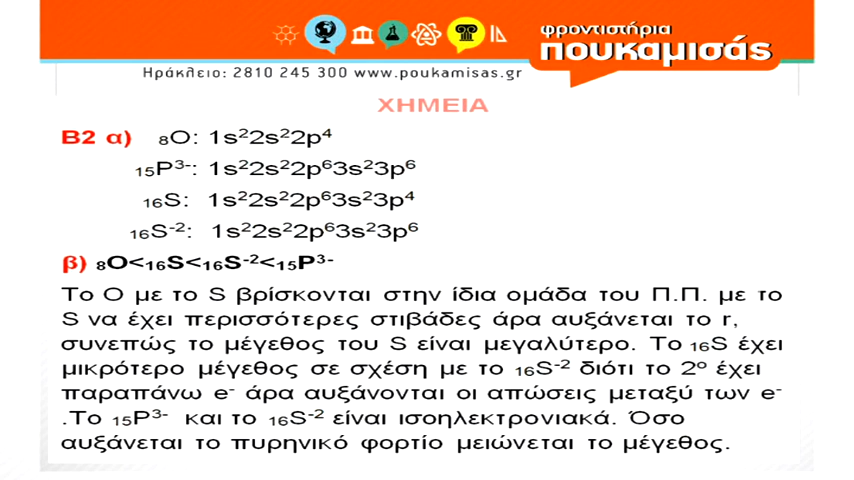 φροντιστήρια
πουκαμισάς
Ηράκλειο: 2810 245 300 www.poukamisas.gr
ΧΗΜΕΙΑ
Β2 α) ₈O: 1s²2s²2p⁴
₁₅P³⁻: 1s²2s²2p⁶3s²3p⁶
₁₆S: 1s²2s²2p⁶3s²3p⁴
₁₆S⁻²: 1s²2s²2p⁶3s²3p⁶
β) ₈O<₁₆S<₁₆S⁻²<₁₅P³⁻
Το Ο με το S βρίσκονται στην ίδια ομάδα του Π.Π. με το
S να έχει περισσότερες στιβάδες άρα αυξάνεται το r,
συνεπώς το μέγεθος του S είναι μεγαλύτερο. Το ₁₆S έχει
μικρότερο μέγεθος σε σχέση με το ₁₆S⁻² διότι το 2º έχει
παραπάνω e⁻ άρα αυξάνονται οι απώσεις μεταξύ των e⁻
.Το ₁₅P³⁻ και το ₁₆S⁻² είναι ισοηλεκτρονιακά. Όσο
αυξάνεται το πυρηνικό φορτίο μειώνεται το μέγεθος.